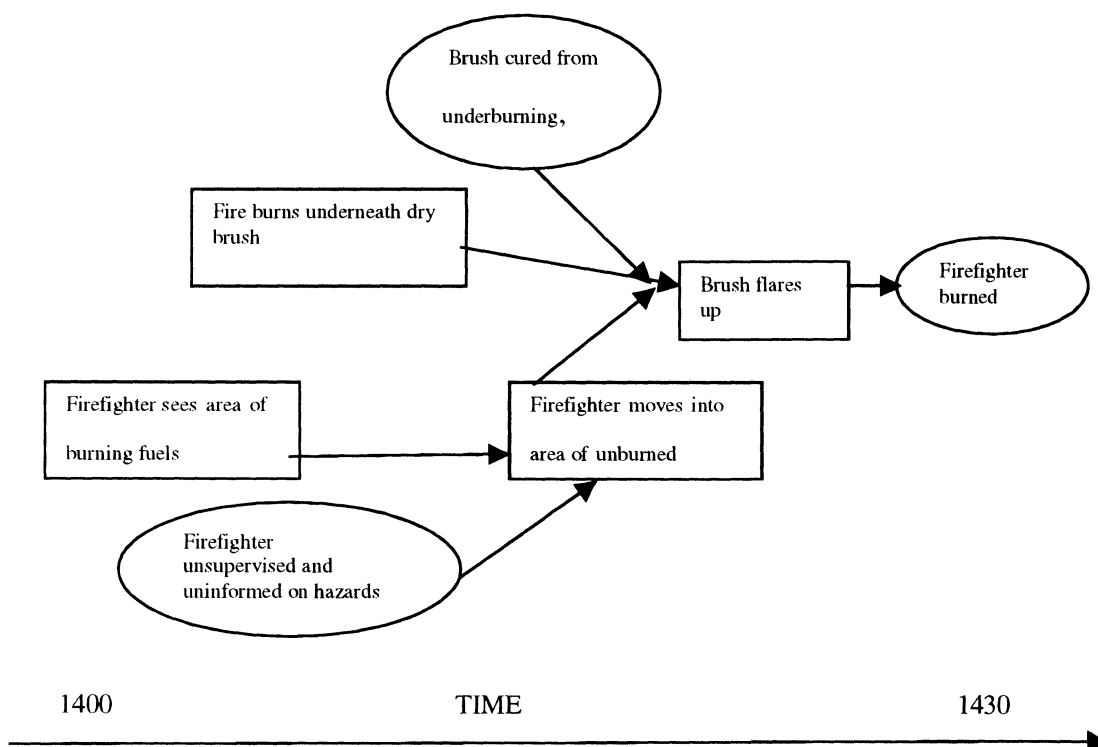 Brush cured from
underburning,
Fire burns underneath dry
brush
Brush flares
up
Firefighter
burned
Firefighter sees area of
burning fuels
Firefighter moves into
area of unburned
Firefighter
unsupervised and
uninformed on hazards
1400 TIME 1430